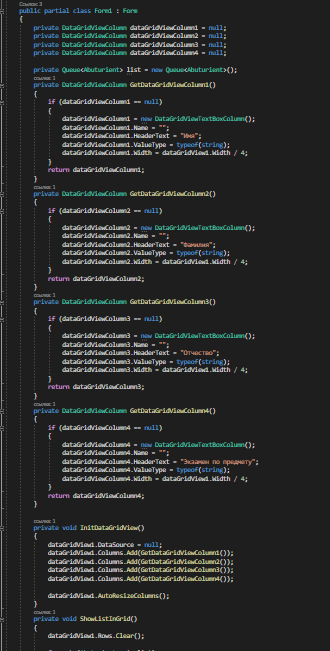 Ссылок: 3
public partial class Form1 : Form
{
private DataGridViewColumn dataGridViewColumn1 = null;
private DataGridViewColumn dataGridViewColumn2 = null;
private DataGridViewColumn dataGridViewColumn3 = null;
private DataGridViewColumn dataGridViewColumn4 = null;
private Queue<Abuturient> list = new Queue<Abuturient>();
ссылок: 1
private DataGridViewColumn GetDataGridViewColumn1()
{
if (dataGridViewColumn1 == null)
{
dataGridViewColumn1 = new DataGridViewTextBoxColumn();
dataGridViewColumn1.Name = "";
dataGridViewColumn1.HeaderText = "Имя";
dataGridViewColumn1.ValueType = typeof(string);
dataGridViewColumn1.Width = dataGridView1.Width / 4;
}
return dataGridViewColumn1;
}
ссылок: 1
private DataGridViewColumn GetDataGridViewColumn2()
{
if (dataGridViewColumn2 == null)
{
dataGridViewColumn2 = new DataGridViewTextBoxColumn();
dataGridViewColumn2.Name = "";
dataGridViewColumn2.HeaderText = "Фамилия";
dataGridViewColumn2.ValueType = typeof(string);
dataGridViewColumn2.Width = dataGridView1.Width / 4;
}
return dataGridViewColumn2;
}
ссылок: 1
private DataGridViewColumn GetDataGridViewColumn3()
{
if (dataGridViewColumn3 == null)
{
dataGridViewColumn3 = new DataGridViewTextBoxColumn();
dataGridViewColumn3.Name = "";
dataGridViewColumn3.HeaderText = "Отчество";
dataGridViewColumn3.ValueType = typeof(string);
dataGridViewColumn3.Width = dataGridView1.Width / 4;
}
return dataGridViewColumn3;
}
ссылок: 1
private DataGridViewColumn GetDataGridViewColumn4()
{
if (dataGridViewColumn4 == null)
{
dataGridViewColumn4 = new DataGridViewTextBoxColumn();
dataGridViewColumn4.Name = "";
dataGridViewColumn4.HeaderText = "Экзамен по предмету";
dataGridViewColumn4.ValueType = typeof(string);
dataGridViewColumn4.Width = dataGridView1.Width / 4;
}
return dataGridViewColumn4;
}
ссылок: 1
private void InitDataGridView()
{
dataGridView1.DataSource = null;
dataGridView1.Columns.Add(GetDataGridViewColumn1());
dataGridView1.Columns.Add(GetDataGridViewColumn2());
dataGridView1.Columns.Add(GetDataGridViewColumn3());
dataGridView1.Columns.Add(GetDataGridViewColumn4());
dataGridView1.AutoResizeColumns();
}
ссылок: 1
private void ShowListInGrid()
{
dataGridView1.Rows.Clear();